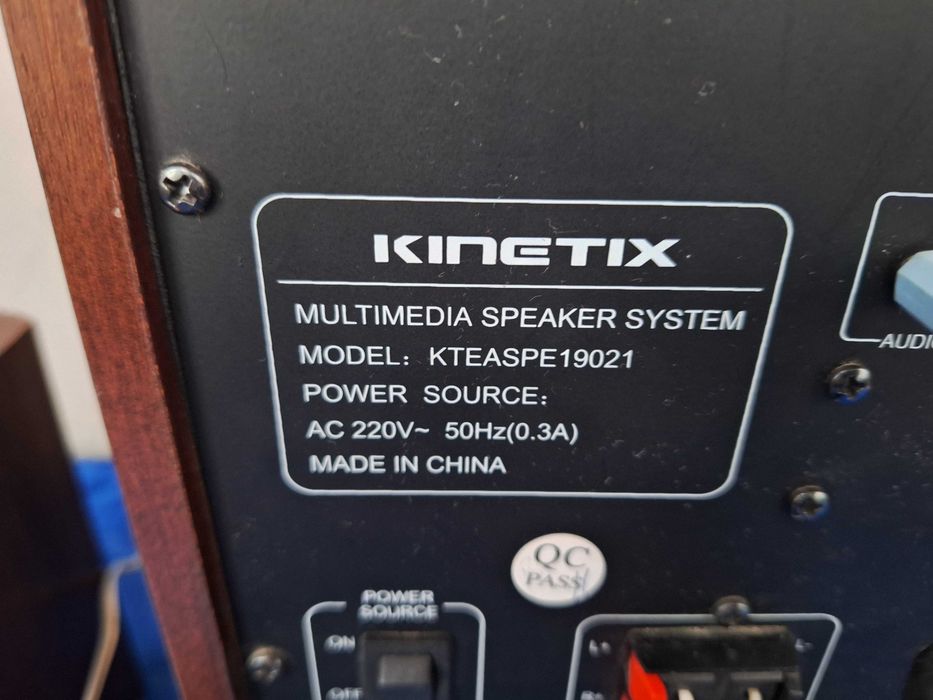 KINETIX
MULTIMEDIA SPEAKER SYSTEM
MODEL: KTEASPE19021
POWER SOURCE:
AC 220V~ 50Hz(0.3A)
MADE IN CHINA
QC
PASS
POWER
SOURCE
ON
OFF
L+
L-